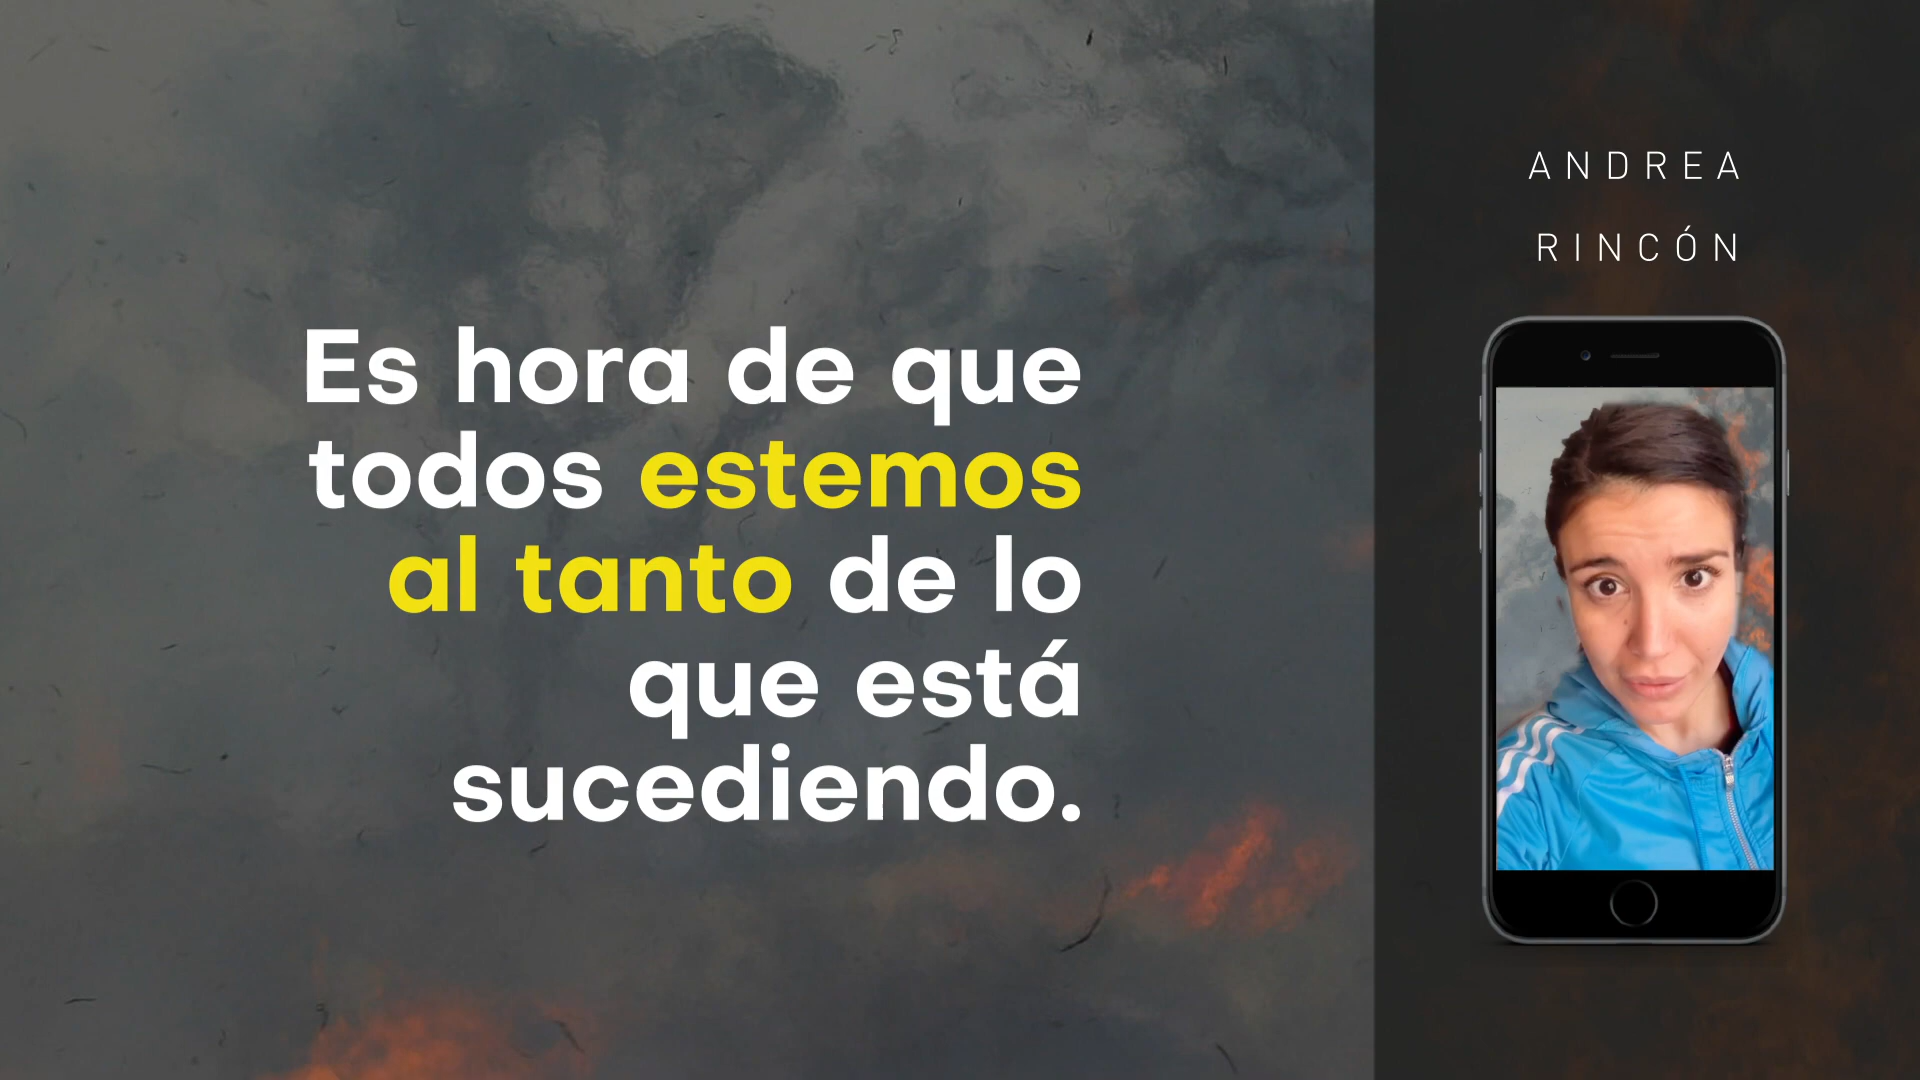 Es hora de que
todos estemos
al tanto de lo
que está
sucediendo.
ANDREA
RINCÓN